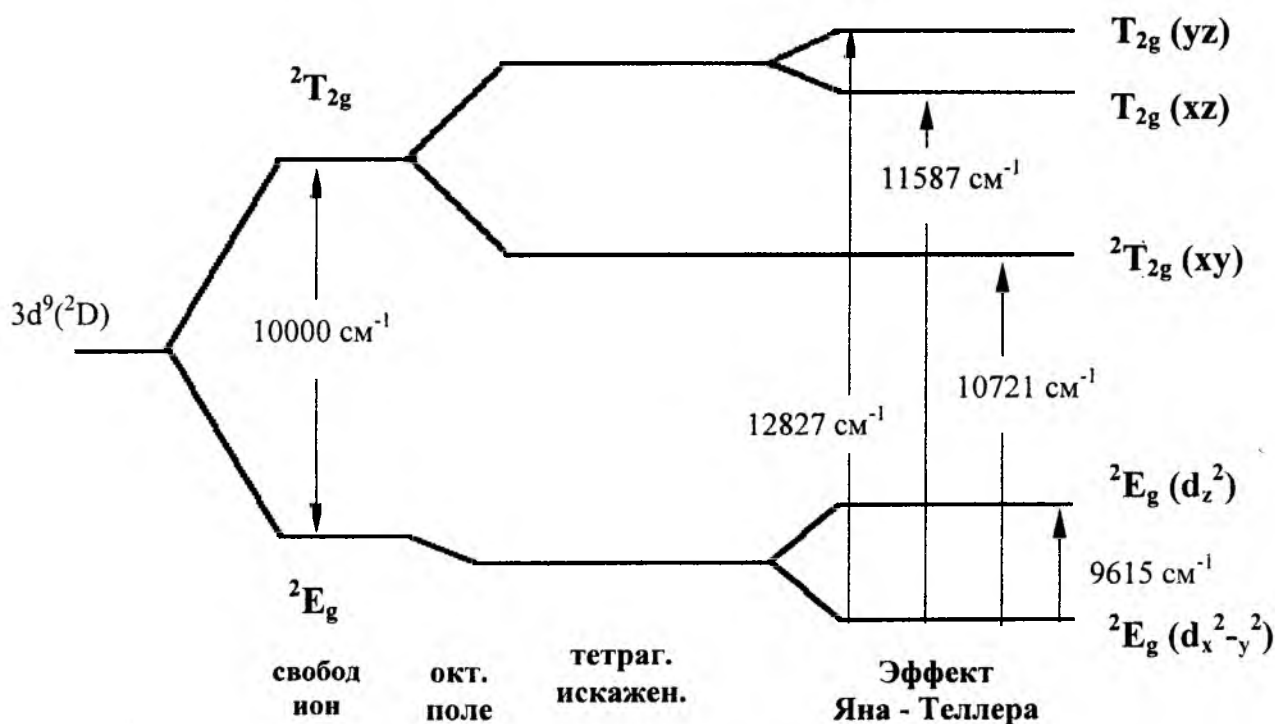 T₂g (yz)
²T₂g
T₂g (xz)
11587 см⁻¹
²T₂g (xy)
3d⁹(²D)
10000 см⁻¹
10721 см⁻¹
12827 см⁻¹
²Eg (dz²)
9615 см⁻¹
²Eg
²Eg (dx²-y²)
свобод
ион
окт.
поле
тетраг.
искажен.
Эффект
Яна - Теллера